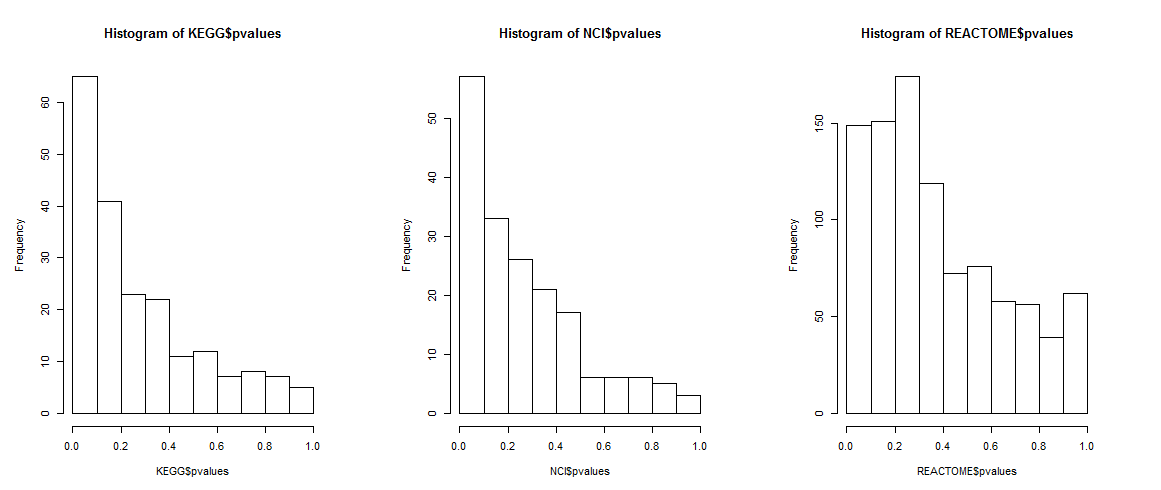 Histogram of KEGG$pvalues
Frequency
0 10 20 30 40 50 60
0.0 0.2 0.4 0.6 0.8 1.0
KEGG$pvalues
Histogram of NCI$pvalues
Frequency
0 10 20 30 40 50
0.0 0.2 0.4 0.6 0.8 1.0
NCI$pvalues
Histogram of REACTOME$pvalues
Frequency
0 50 100 150
0.0 0.2 0.4 0.6 0.8 1.0
REACTOME$pvalues